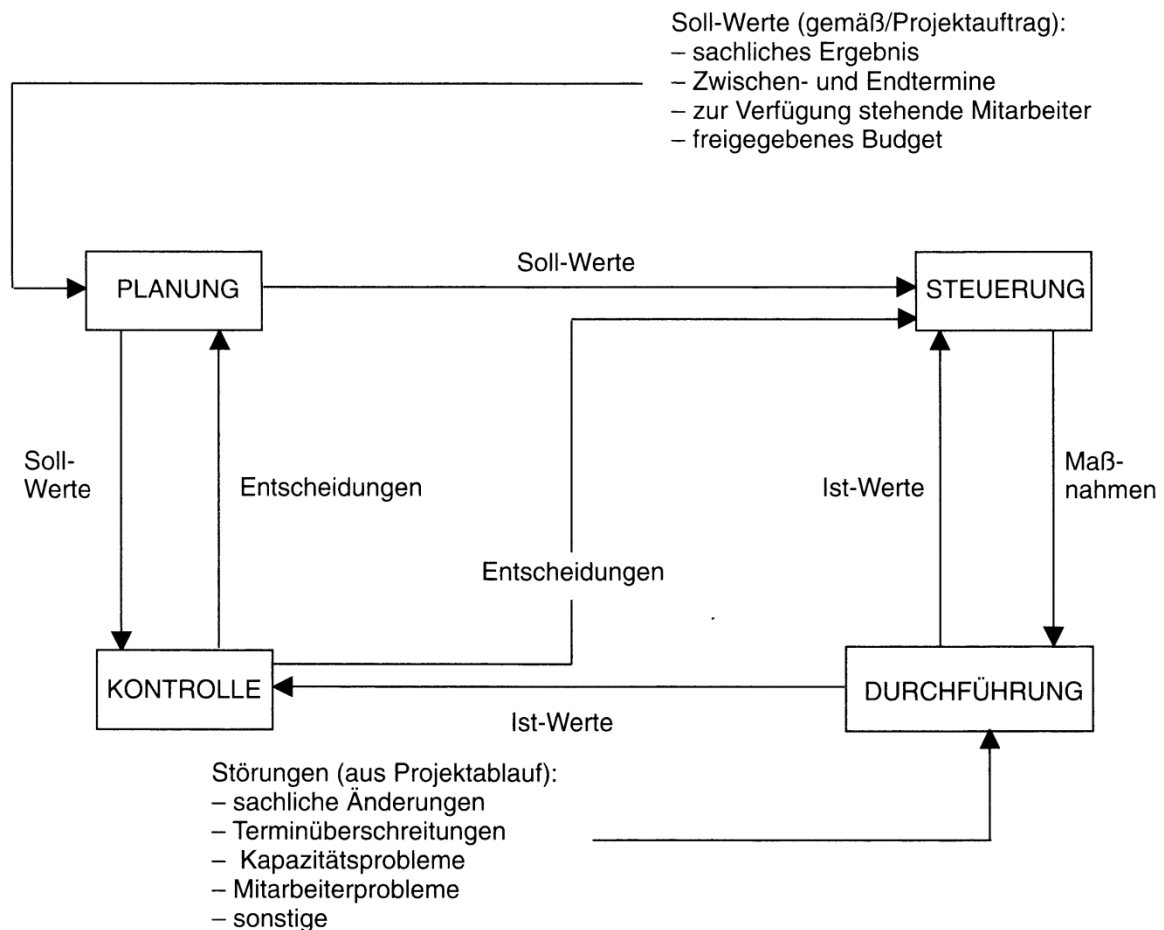 Soll-Werte (gemäß/Projektauftrag):
– sachliches Ergebnis
– Zwischen- und Endtermine
– zur Verfügung stehende Mitarbeiter
– freigegebenes Budget
Soll-Werte
PLANUNG
STEUERUNG
Soll-
Werte
Entscheidungen
Ist-Werte
Maß-
nahmen
Entscheidungen
KONTROLLE
DURCHFÜHRUNG
Ist-Werte
Störungen (aus Projektablauf):
– sachliche Änderungen
– Terminüberschreitungen
– Kapazitätsprobleme
– Mitarbeiterprobleme
– sonstige